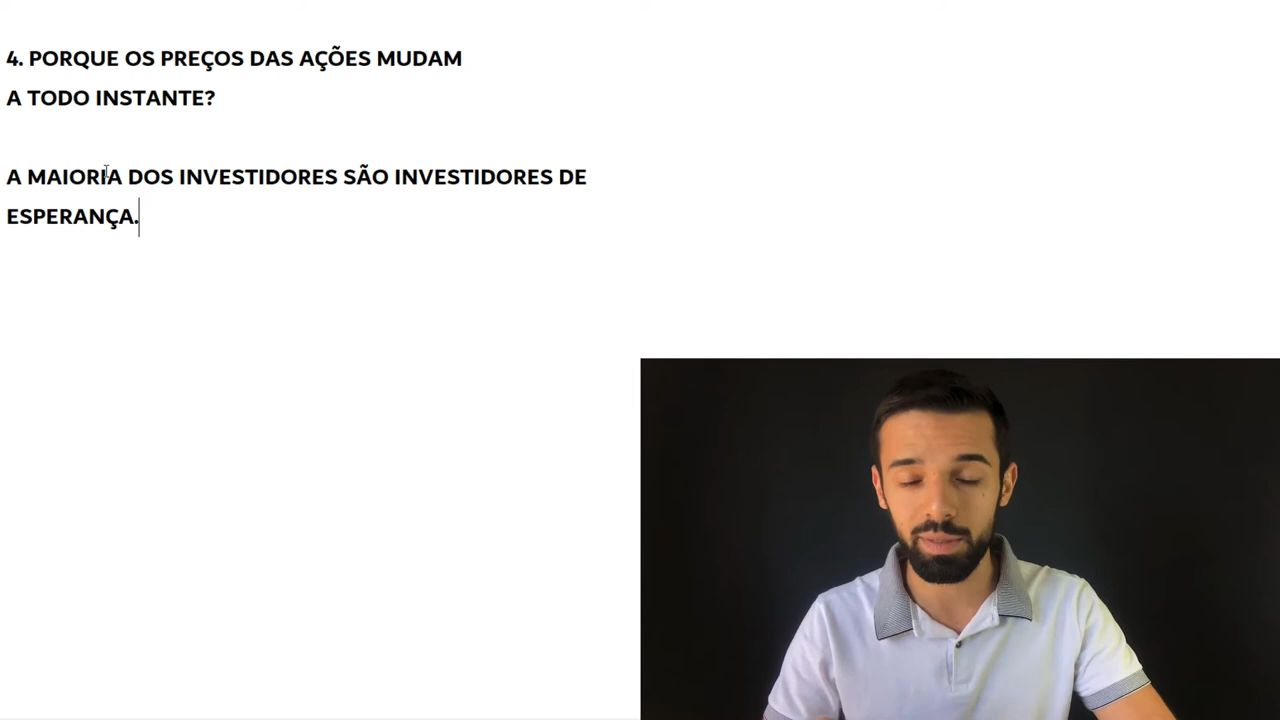 4. PORQUE OS PREÇOS DAS AÇÕES MUDAM
A TODO INSTANTE?
A MAIORIA DOS INVESTIDORES SÃO INVESTIDORES DE
ESPERANÇA.